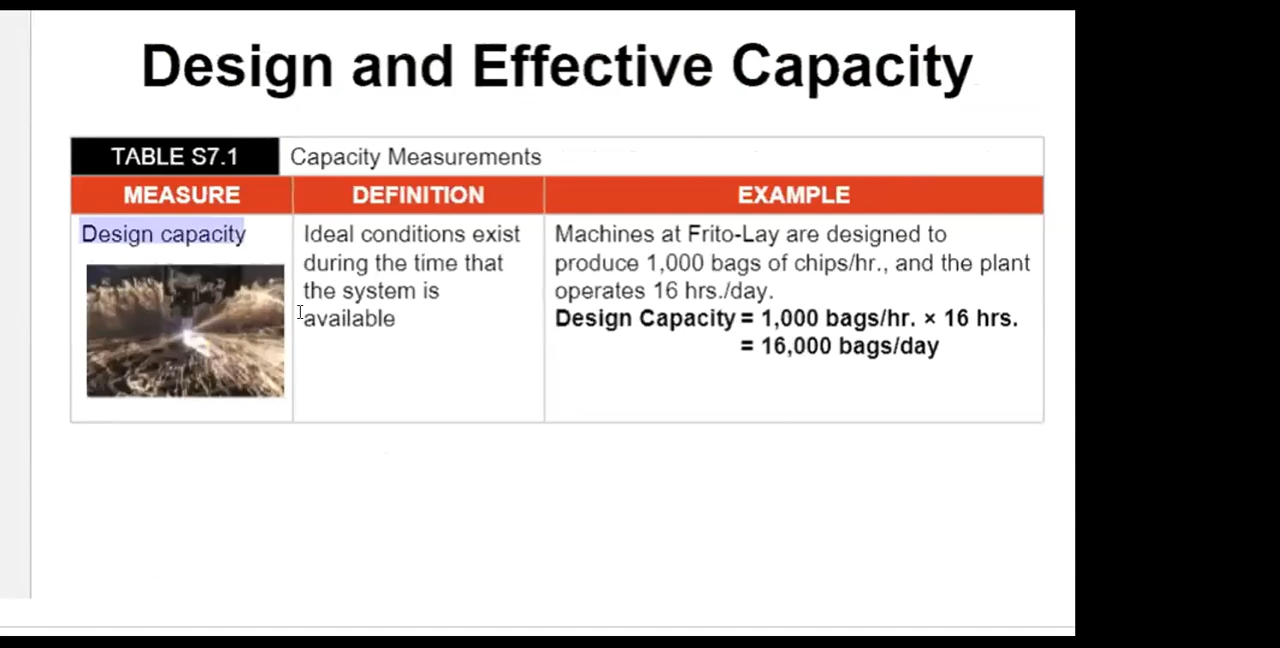 Design and Effective Capacity
TABLE S7.1
Capacity Measurements
MEASURE
DEFINITION
EXAMPLE
Design capacity
Ideal conditions exist
during the time that
the system is
available
Machines at Frito-Lay are designed to
produce 1,000 bags of chips/hr., and the plant
operates 16 hrs./day.
Design Capacity = 1,000 bags/hr. × 16 hrs.
= 16,000 bags/day